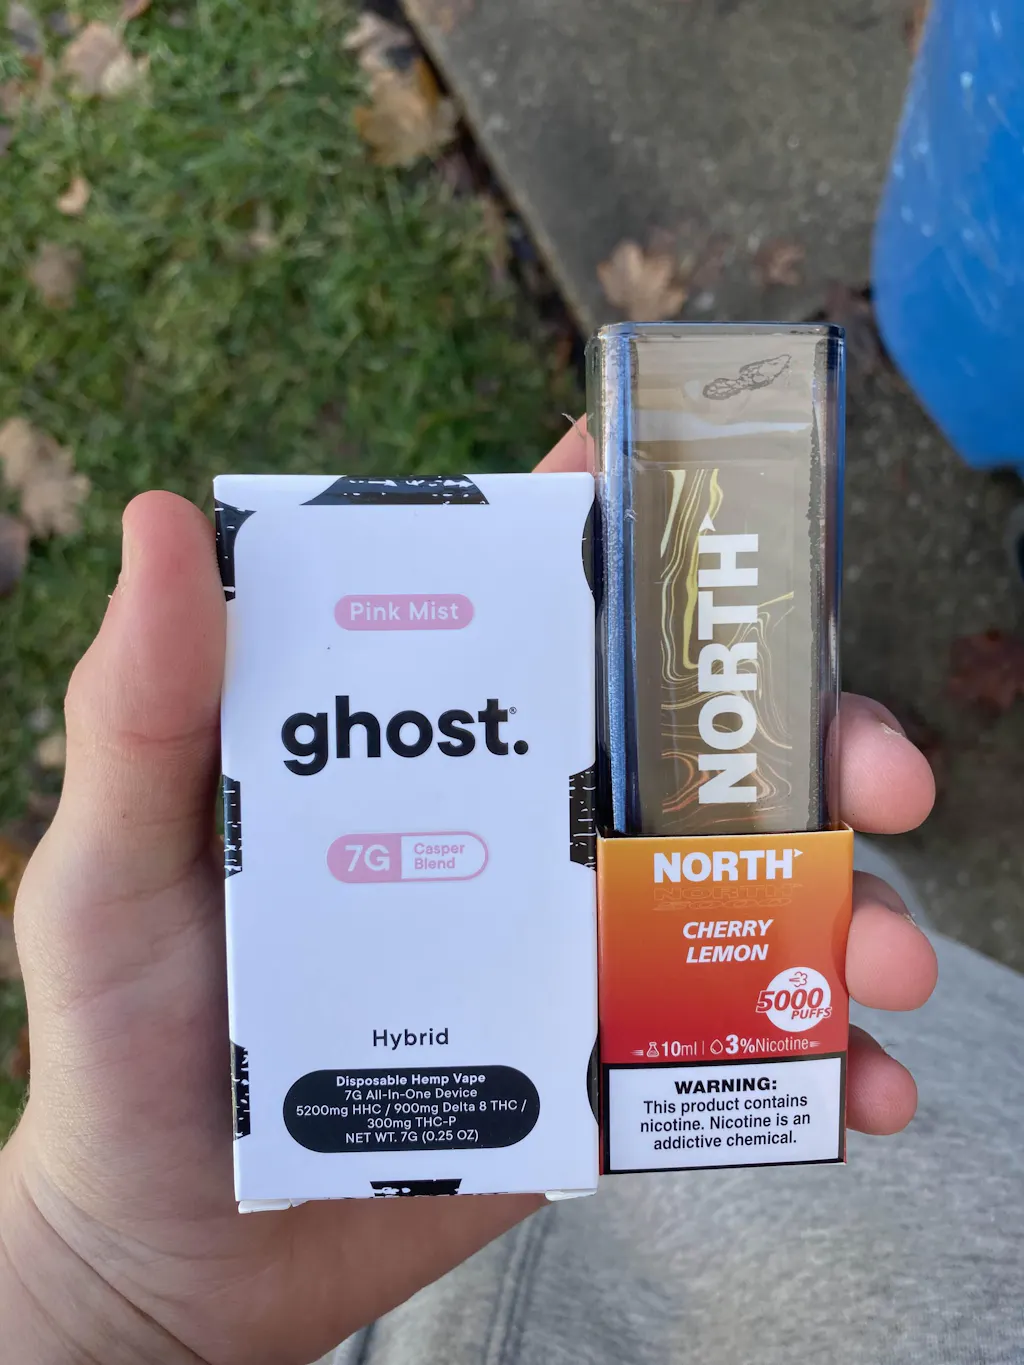 Pink Mist
ghost.®
7G Casper
Blend
Hybrid
Disposable Hemp Vape
7G All-In-One Device
5200mg HHC / 900mg Delta 8 THC /
300mg THC-P
NET WT. 7G (0.25 OZ)
NORTH
NORTH
NORTH
CHERRY
LEMON
5000
PUFFS
10ml | 3%Nicotine
WARNING:
This product contains
nicotine. Nicotine is an
addictive chemical.